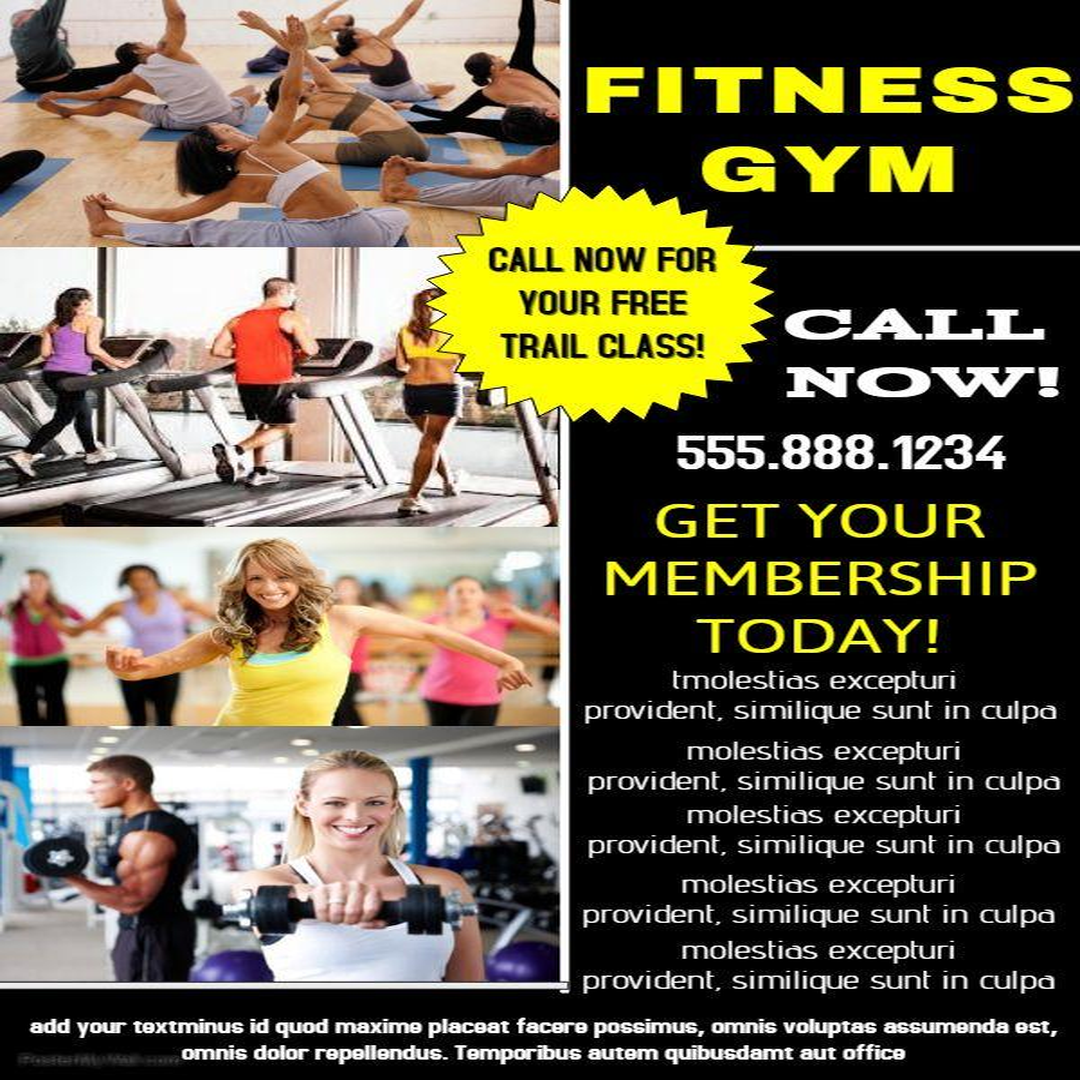 FITNESS
GYM
CALL NOW FOR
YOUR FREE
TRAIL CLASS!
CALL
NOW!
555.888.1234
GET YOUR
MEMBERSHIP
TODAY!
tmolestias excepturi
provident, similique sunt in culpa
molestias excepturi
provident, similique sunt in culpa
molestias excepturi
provident, similique sunt in culpa
molestias excepturi
provident, similique sunt in culpa
molestias excepturi
provident, similique sunt in culpa
add your textminus id quod maxime placeat facere possimus, omnis voluptas assumenda est,
omnis dolor repellendus. Temporibus autem quibusdamt aut office
PosterMyWall.com